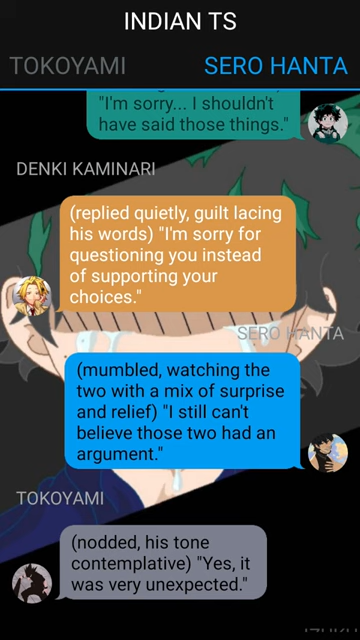 INDIAN TS
TOKOYAMI
SERO HANTA
"I'm sorry... I shouldn't
have said those things."
DENKI KAMINARI
(replied quietly, guilt lacing
his words) "I'm sorry for
questioning you instead
of supporting your
choices."
SERO HANTA
(mumbled, watching the
two with a mix of surprise
and relief) "I still can't
believe those two had an
argument."
TOKOYAMI
(nodded, his tone
contemplative) "Yes, it
was very unexpected."